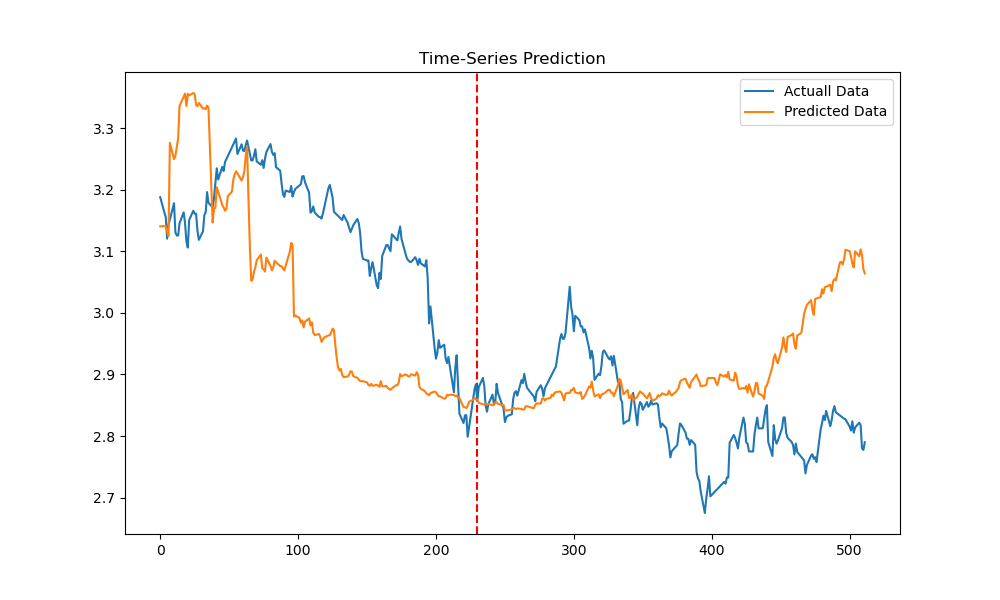 Time-Series Prediction
Actuall Data
Predicted Data
3.3
3.2
3.1
3.0
2.9
2.8
2.7
0 100 200 300 400 500